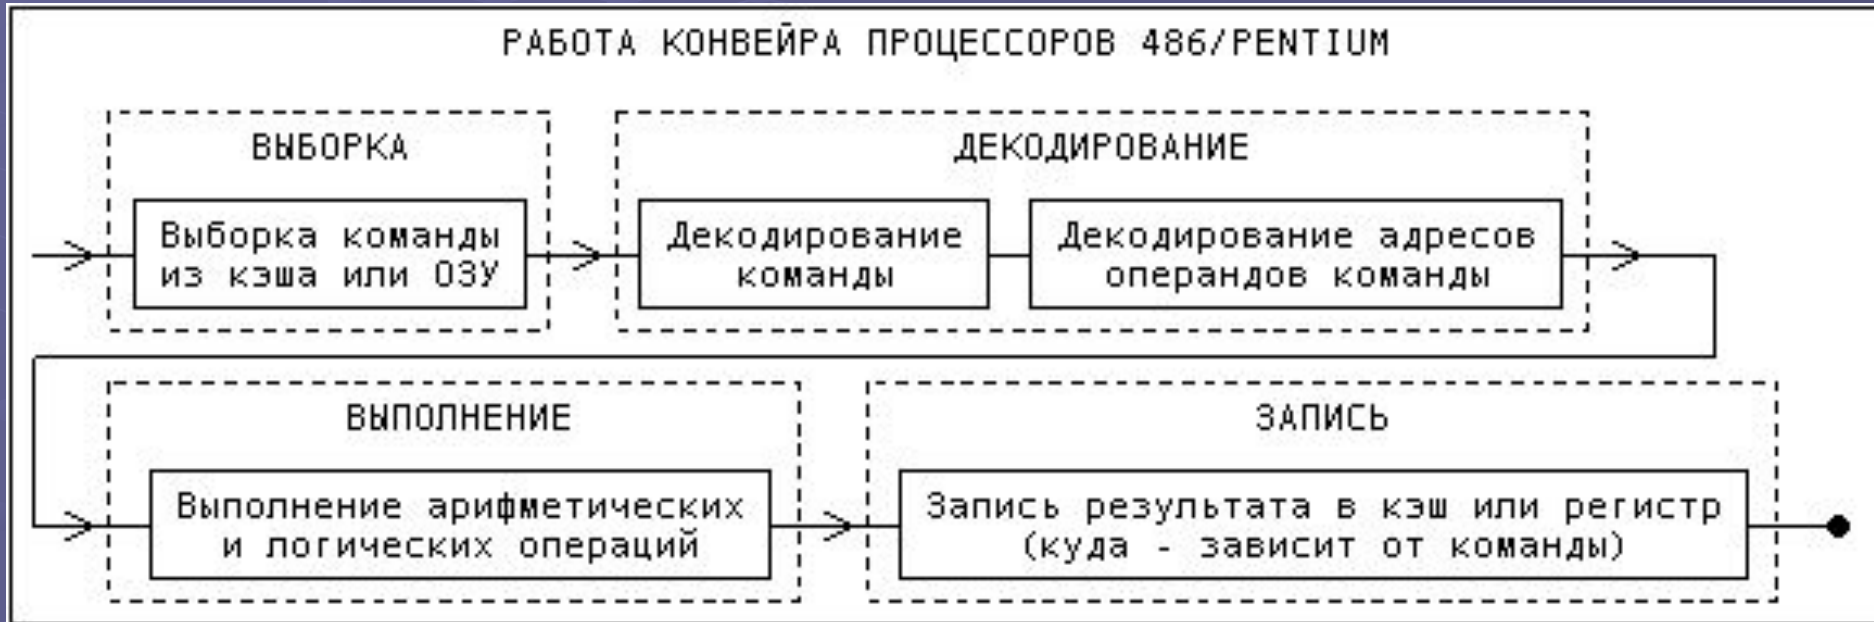 РАБОТА КОНВЕЙРА ПРОЦЕССОРОВ 486/PENTIUM
ВЫБОРКА
Выборка команды
из кэша или ОЗУ
ДЕКОДИРОВАНИЕ
Декодирование
команды
Декодирование адресов
операндов команды
ВЫПОЛНЕНИЕ
Выполнение арифметических
и логических операций
ЗАПИСЬ
Запись результата в кэш или регистр
(куда - зависит от команды)